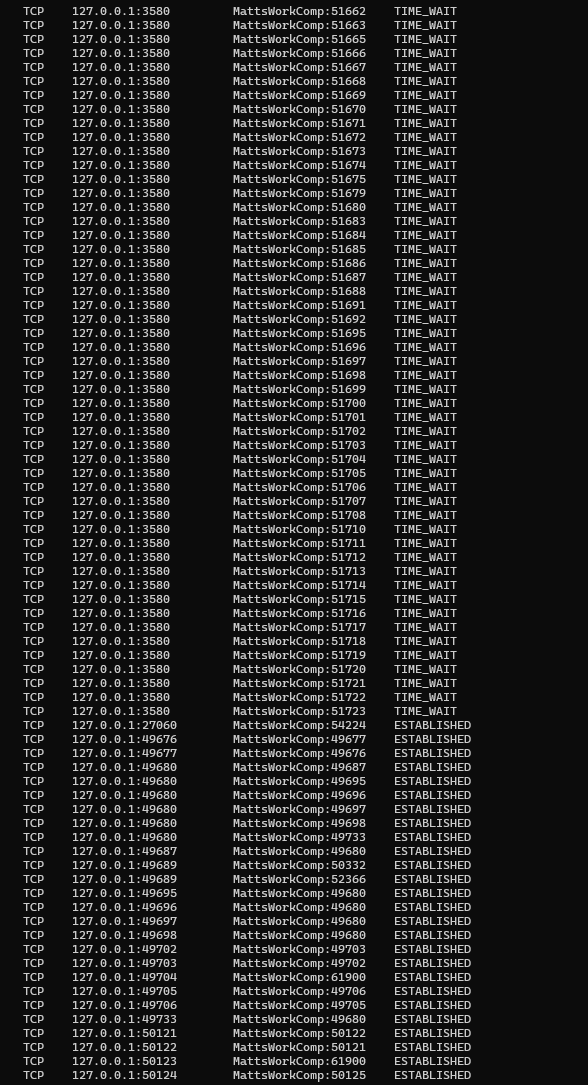 TCP 127.0.0.1:3580 MattsWorkComp:51662 TIME_WAIT
TCP 127.0.0.1:3580 MattsWorkComp:51663 TIME_WAIT
TCP 127.0.0.1:3580 MattsWorkComp:51665 TIME_WAIT
TCP 127.0.0.1:3580 MattsWorkComp:51666 TIME_WAIT
TCP 127.0.0.1:3580 MattsWorkComp:51667 TIME_WAIT
TCP 127.0.0.1:3580 MattsWorkComp:51668 TIME_WAIT
TCP 127.0.0.1:3580 MattsWorkComp:51669 TIME_WAIT
TCP 127.0.0.1:3580 MattsWorkComp:51670 TIME_WAIT
TCP 127.0.0.1:3580 MattsWorkComp:51671 TIME_WAIT
TCP 127.0.0.1:3580 MattsWorkComp:51672 TIME_WAIT
TCP 127.0.0.1:3580 MattsWorkComp:51673 TIME_WAIT
TCP 127.0.0.1:3580 MattsWorkComp:51674 TIME_WAIT
TCP 127.0.0.1:3580 MattsWorkComp:51675 TIME_WAIT
TCP 127.0.0.1:3580 MattsWorkComp:51679 TIME_WAIT
TCP 127.0.0.1:3580 MattsWorkComp:51680 TIME_WAIT
TCP 127.0.0.1:3580 MattsWorkComp:51683 TIME_WAIT
TCP 127.0.0.1:3580 MattsWorkComp:51684 TIME_WAIT
TCP 127.0.0.1:3580 MattsWorkComp:51685 TIME_WAIT
TCP 127.0.0.1:3580 MattsWorkComp:51686 TIME_WAIT
TCP 127.0.0.1:3580 MattsWorkComp:51687 TIME_WAIT
TCP 127.0.0.1:3580 MattsWorkComp:51688 TIME_WAIT
TCP 127.0.0.1:3580 MattsWorkComp:51691 TIME_WAIT
TCP 127.0.0.1:3580 MattsWorkComp:51692 TIME_WAIT
TCP 127.0.0.1:3580 MattsWorkComp:51695 TIME_WAIT
TCP 127.0.0.1:3580 MattsWorkComp:51696 TIME_WAIT
TCP 127.0.0.1:3580 MattsWorkComp:51697 TIME_WAIT
TCP 127.0.0.1:3580 MattsWorkComp:51698 TIME_WAIT
TCP 127.0.0.1:3580 MattsWorkComp:51699 TIME_WAIT
TCP 127.0.0.1:3580 MattsWorkComp:51700 TIME_WAIT
TCP 127.0.0.1:3580 MattsWorkComp:51701 TIME_WAIT
TCP 127.0.0.1:3580 MattsWorkComp:51702 TIME_WAIT
TCP 127.0.0.1:3580 MattsWorkComp:51703 TIME_WAIT
TCP 127.0.0.1:3580 MattsWorkComp:51704 TIME_WAIT
TCP 127.0.0.1:3580 MattsWorkComp:51705 TIME_WAIT
TCP 127.0.0.1:3580 MattsWorkComp:51706 TIME_WAIT
TCP 127.0.0.1:3580 MattsWorkComp:51707 TIME_WAIT
TCP 127.0.0.1:3580 MattsWorkComp:51708 TIME_WAIT
TCP 127.0.0.1:3580 MattsWorkComp:51710 TIME_WAIT
TCP 127.0.0.1:3580 MattsWorkComp:51711 TIME_WAIT
TCP 127.0.0.1:3580 MattsWorkComp:51712 TIME_WAIT
TCP 127.0.0.1:3580 MattsWorkComp:51713 TIME_WAIT
TCP 127.0.0.1:3580 MattsWorkComp:51714 TIME_WAIT
TCP 127.0.0.1:3580 MattsWorkComp:51715 TIME_WAIT
TCP 127.0.0.1:3580 MattsWorkComp:51716 TIME_WAIT
TCP 127.0.0.1:3580 MattsWorkComp:51717 TIME_WAIT
TCP 127.0.0.1:3580 MattsWorkComp:51718 TIME_WAIT
TCP 127.0.0.1:3580 MattsWorkComp:51719 TIME_WAIT
TCP 127.0.0.1:3580 MattsWorkComp:51720 TIME_WAIT
TCP 127.0.0.1:3580 MattsWorkComp:51721 TIME_WAIT
TCP 127.0.0.1:3580 MattsWorkComp:51722 TIME_WAIT
TCP 127.0.0.1:3580 MattsWorkComp:51723 TIME_WAIT
TCP 127.0.0.1:27060 MattsWorkComp:54224 ESTABLISHED
TCP 127.0.0.1:49676 MattsWorkComp:49677 ESTABLISHED
TCP 127.0.0.1:49677 MattsWorkComp:49676 ESTABLISHED
TCP 127.0.0.1:49680 MattsWorkComp:49687 ESTABLISHED
TCP 127.0.0.1:49680 MattsWorkComp:49695 ESTABLISHED
TCP 127.0.0.1:49680 MattsWorkComp:49696 ESTABLISHED
TCP 127.0.0.1:49680 MattsWorkComp:49697 ESTABLISHED
TCP 127.0.0.1:49680 MattsWorkComp:49698 ESTABLISHED
TCP 127.0.0.1:49680 MattsWorkComp:49733 ESTABLISHED
TCP 127.0.0.1:49687 MattsWorkComp:49680 ESTABLISHED
TCP 127.0.0.1:49689 MattsWorkComp:50332 ESTABLISHED
TCP 127.0.0.1:49689 MattsWorkComp:52366 ESTABLISHED
TCP 127.0.0.1:49695 MattsWorkComp:49680 ESTABLISHED
TCP 127.0.0.1:49696 MattsWorkComp:49680 ESTABLISHED
TCP 127.0.0.1:49697 MattsWorkComp:49680 ESTABLISHED
TCP 127.0.0.1:49698 MattsWorkComp:49680 ESTABLISHED
TCP 127.0.0.1:49702 MattsWorkComp:49703 ESTABLISHED
TCP 127.0.0.1:49703 MattsWorkComp:49702 ESTABLISHED
TCP 127.0.0.1:49704 MattsWorkComp:61900 ESTABLISHED
TCP 127.0.0.1:49705 MattsWorkComp:49706 ESTABLISHED
TCP 127.0.0.1:49706 MattsWorkComp:49705 ESTABLISHED
TCP 127.0.0.1:49733 MattsWorkComp:49680 ESTABLISHED
TCP 127.0.0.1:50121 MattsWorkComp:50122 ESTABLISHED
TCP 127.0.0.1:50122 MattsWorkComp:50121 ESTABLISHED
TCP 127.0.0.1:50123 MattsWorkComp:61900 ESTABLISHED
TCP 127.0.0.1:50124 MattsWorkComp:50125 ESTABLISHED